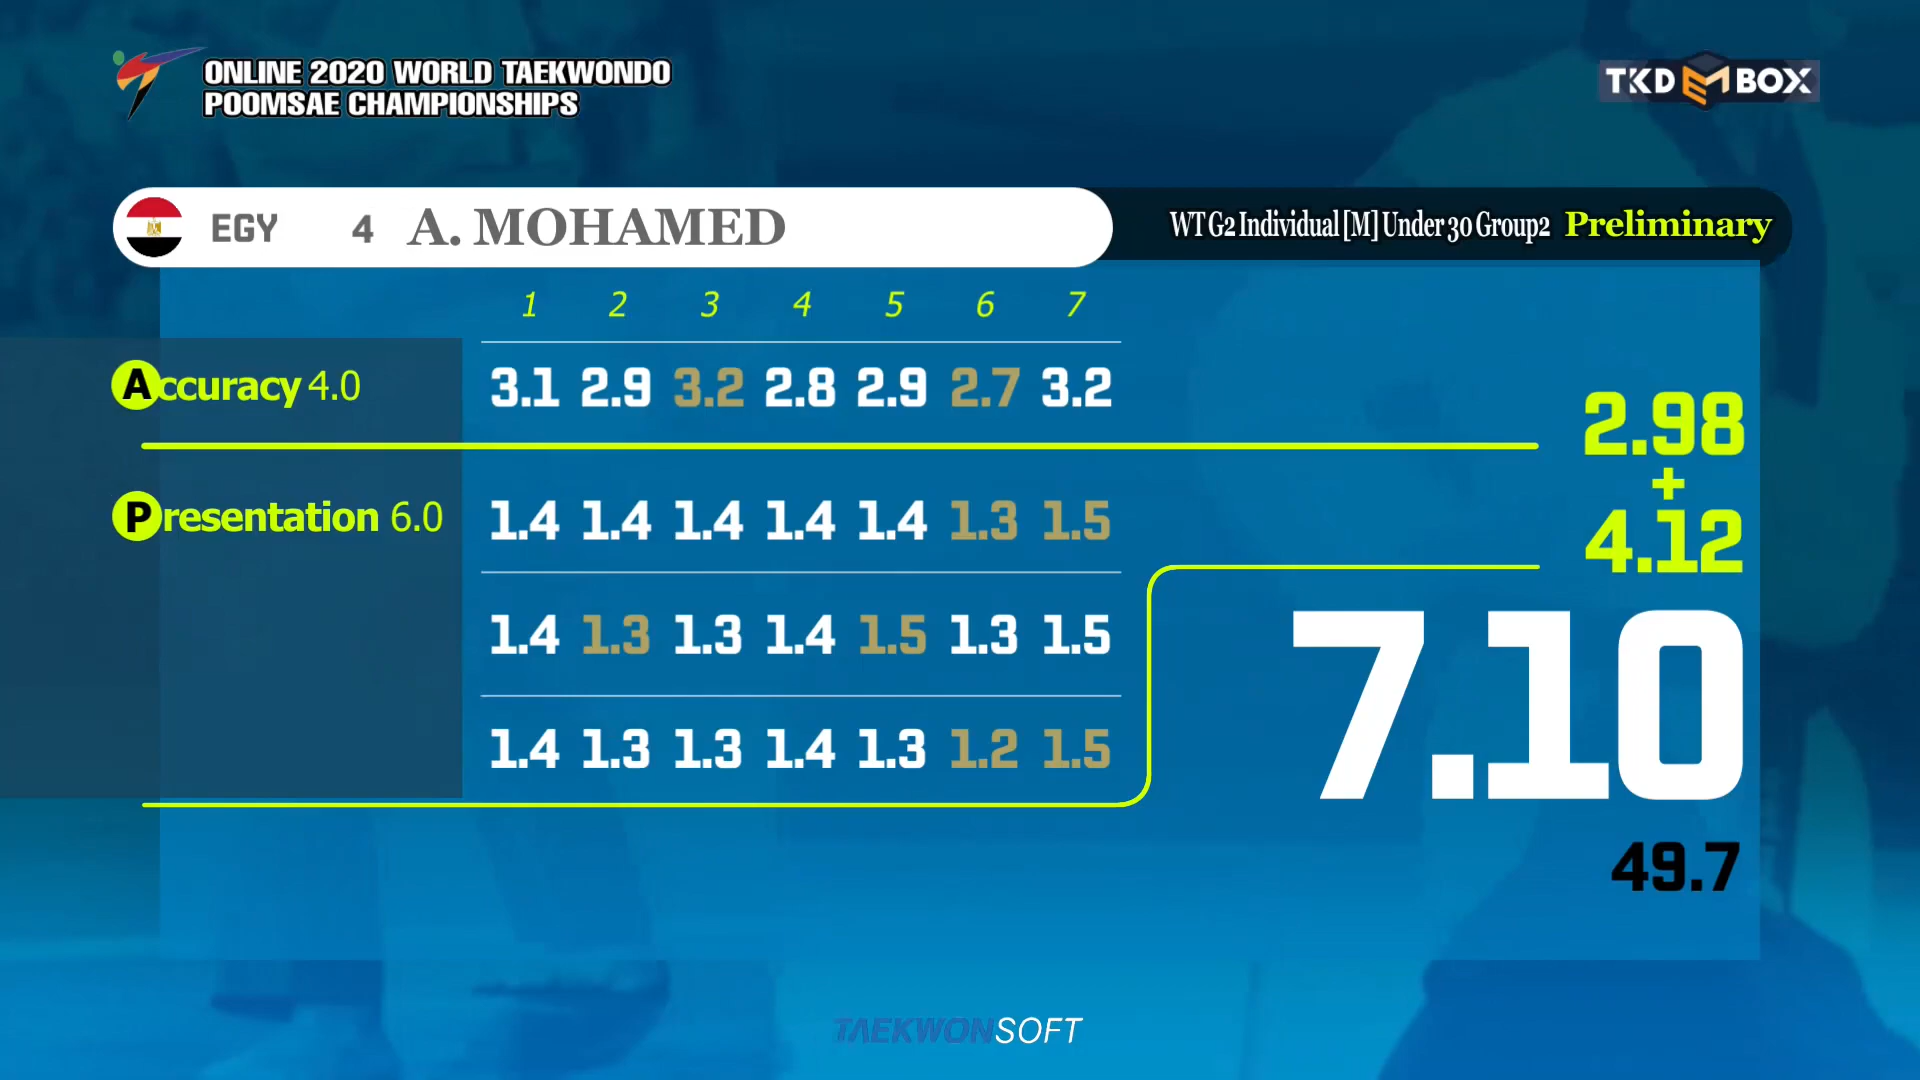 ONLINE 2020 WORLD TAEKWONDO
POOMSAE CHAMPIONSHIPS
TKD BOX
EGY 4 A. MOHAMED
WT G2 Individual [M] Under 30 Group2 Preliminary
1 2 3 4 5 6 7
Accuracy 4.0 3.1 2.9 3.2 2.8 2.9 2.7 3.2
2.98
+
4.12
Presentation 6.0 1.4 1.4 1.4 1.4 1.4 1.3 1.5
1.4 1.3 1.3 1.4 1.5 1.3 1.5
1.4 1.3 1.3 1.4 1.3 1.2 1.5
7.10
49.7
TAEKWONSOFT